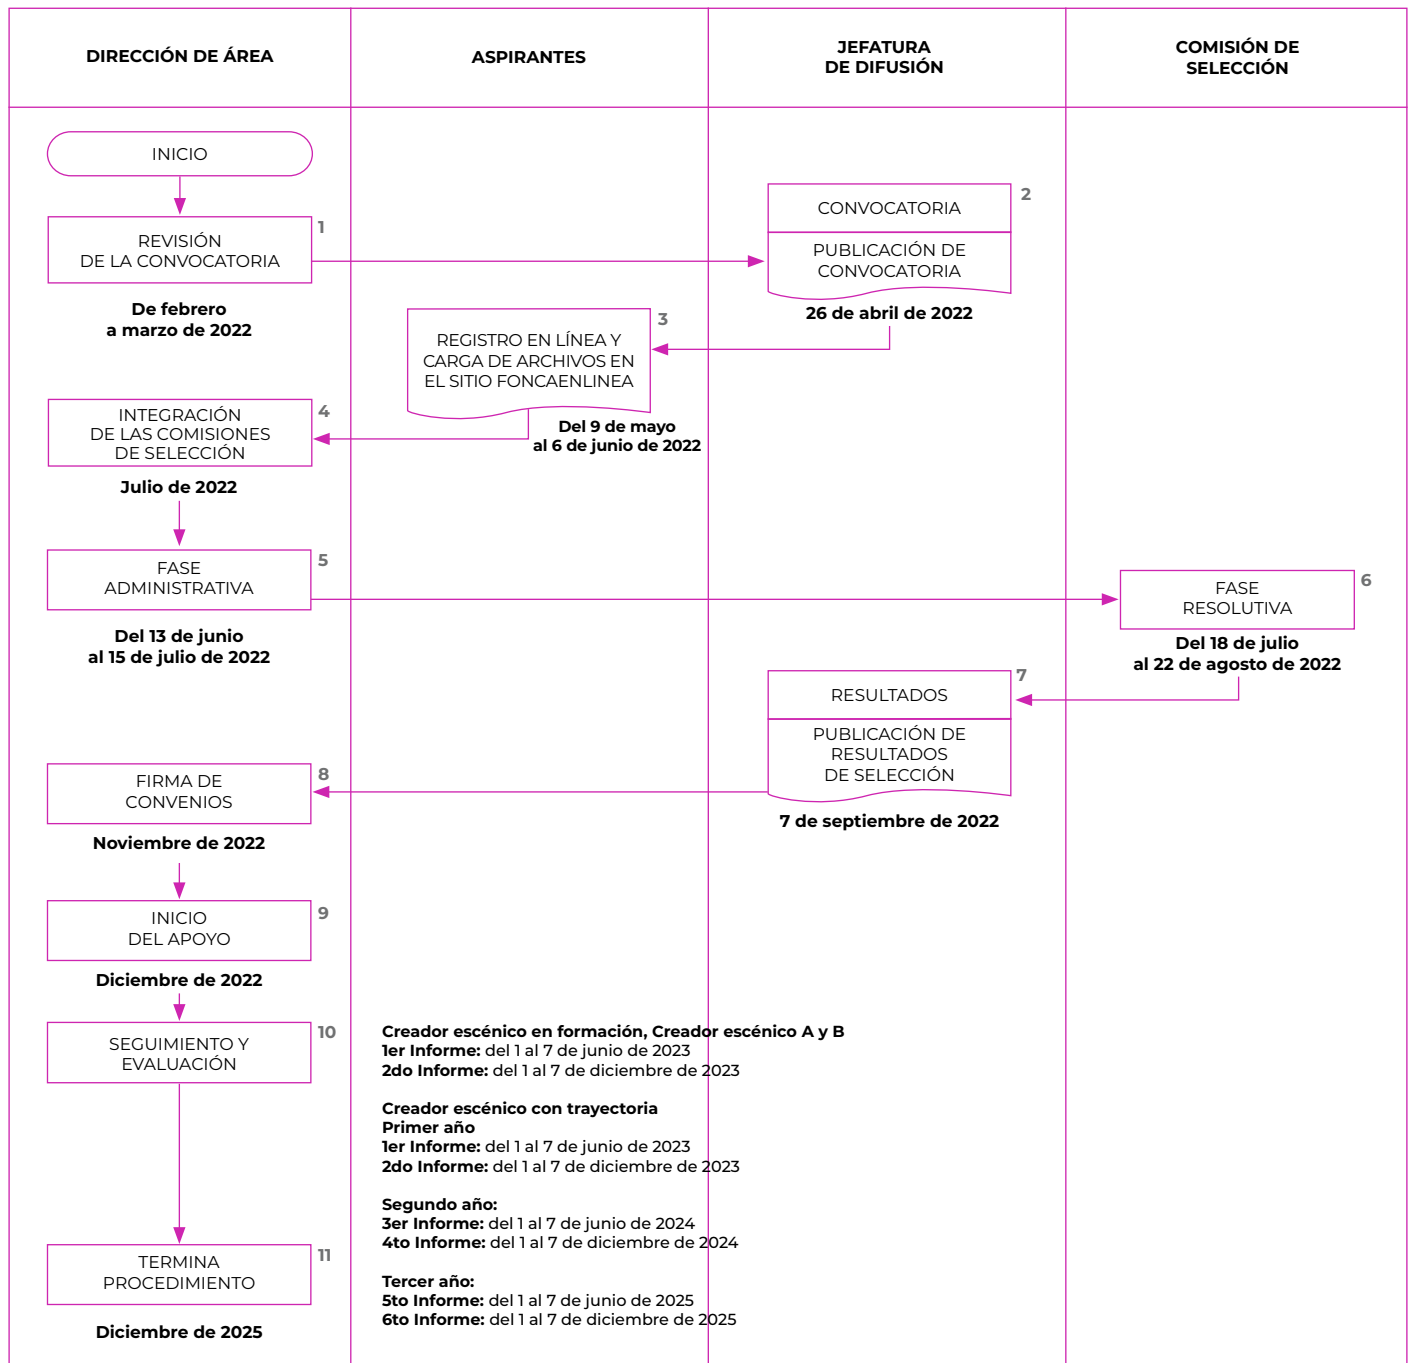 DIRECCIÓN DE ÁREA
ASPIRANTES
JEFATURA
DE DIFUSIÓN
COMISIÓN DE
SELECCIÓN
INICIO
1
REVISIÓN
DE LA CONVOCATORIA
De febrero
a marzo de 2022
2
CONVOCATORIA
PUBLICACIÓN DE
CONVOCATORIA
26 de abril de 2022
3
REGISTRO EN LÍNEA Y
CARGA DE ARCHIVOS EN
EL SITIO FONCAENLINEA
Del 9 de mayo
al 6 de junio de 2022
4
INTEGRACIÓN
DE LAS COMISIONES
DE SELECCIÓN
Julio de 2022
5
FASE
ADMINISTRATIVA
Del 13 de junio
al 15 de julio de 2022
6
FASE
RESOLUTIVA
Del 18 de julio
al 22 de agosto de 2022
7
RESULTADOS
PUBLICACIÓN DE
RESULTADOS
DE SELECCIÓN
7 de septiembre de 2022
8
FIRMA DE
CONVENIOS
Noviembre de 2022
9
INICIO
DEL APOYO
Diciembre de 2022
10
SEGUIMIENTO Y
EVALUACIÓN
Creador escénico en formación, Creador escénico A y B
1er Informe: del 1 al 7 de junio de 2023
2do Informe: del 1 al 7 de diciembre de 2023
Creador escénico con trayectoria
Primer año
1er Informe: del 1 al 7 de junio de 2023
2do Informe: del 1 al 7 de diciembre de 2023
Segundo año:
3er Informe: del 1 al 7 de junio de 2024
4to Informe: del 1 al 7 de diciembre de 2024
Tercer año:
5to Informe: del 1 al 7 de junio de 2025
6to Informe: del 1 al 7 de diciembre de 2025
11
TERMINA
PROCEDIMIENTO
Diciembre de 2025